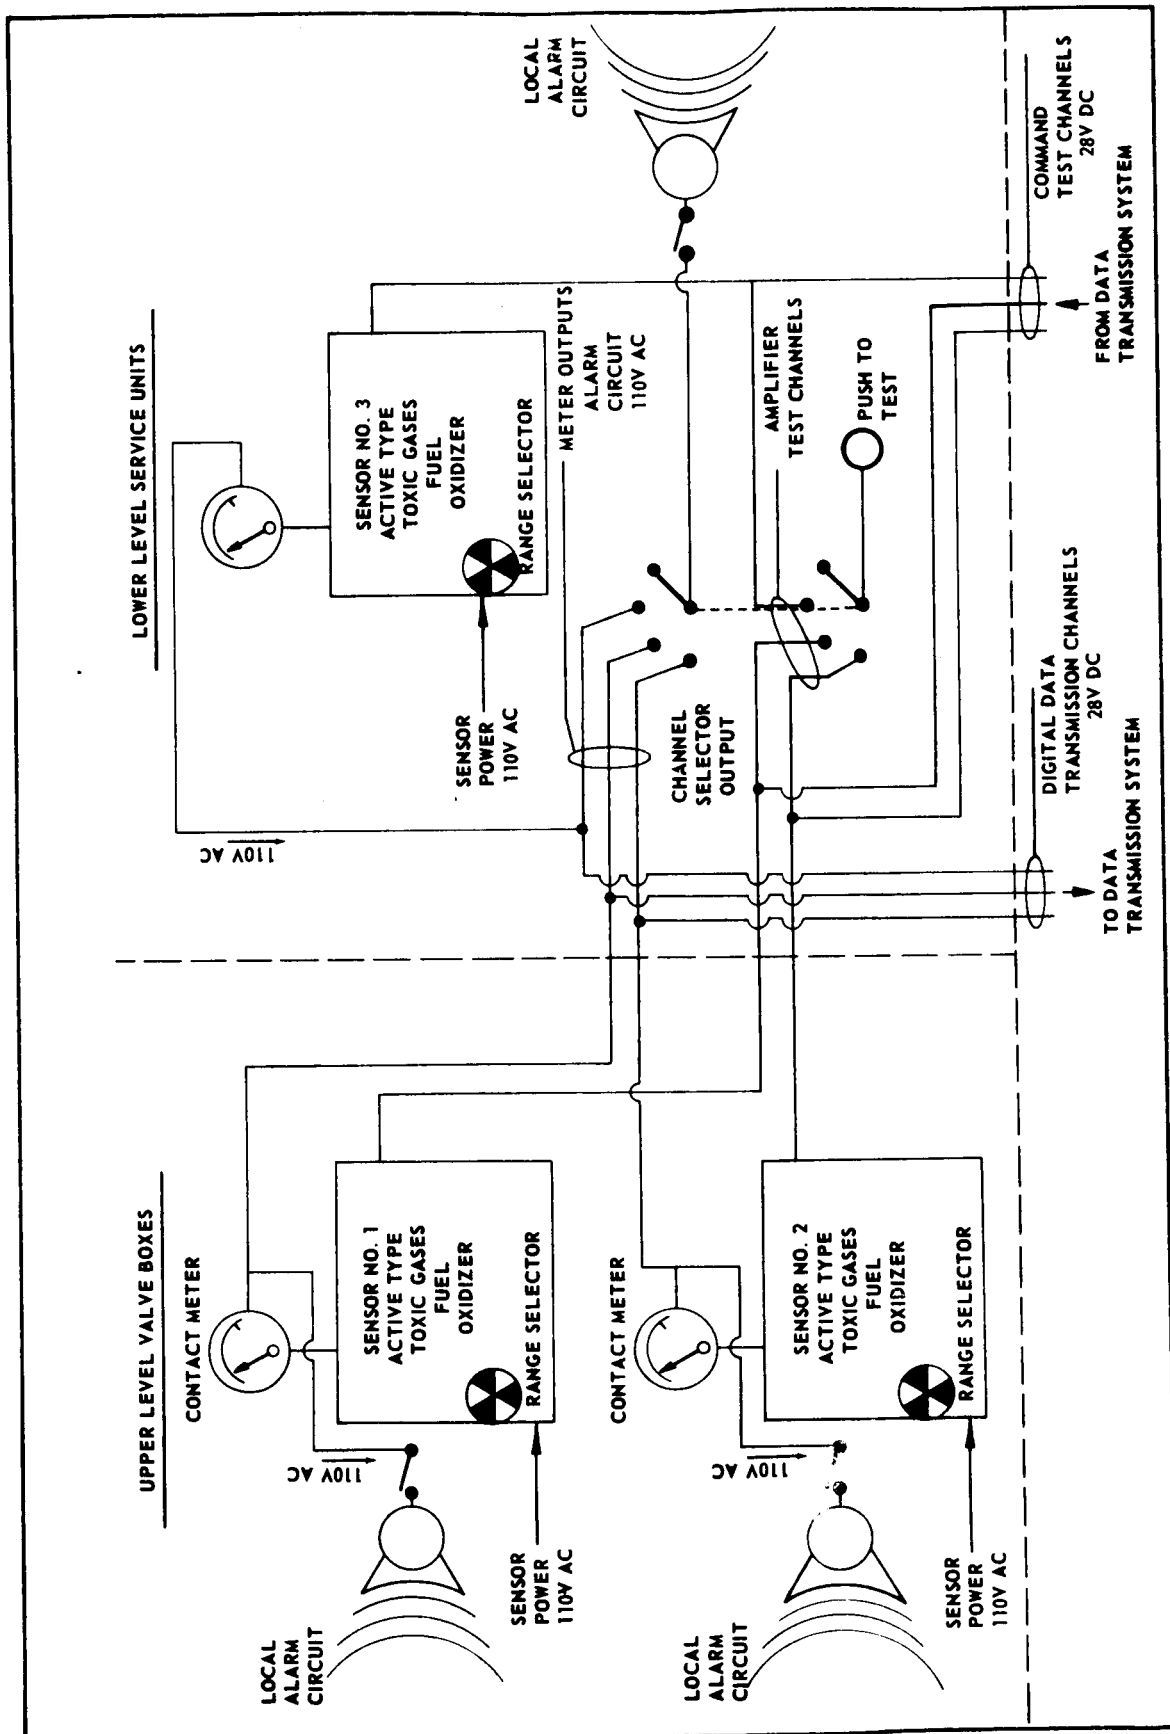 UPPER LEVEL VALVE BOXES
CONTACT METER
SENSOR NO. 1
ACTIVE TYPE
TOXIC GASES
FUEL
OXIDIZER
RANGE SELECTOR
110V AC
LOCAL
ALARM
CIRCUIT
SENSOR
POWER
110V AC
CONTACT METER
SENSOR NO. 2
ACTIVE TYPE
TOXIC GASES
FUEL
OXIDIZER
RANGE SELECTOR
110V AC
LOCAL
ALARM
CIRCUIT
SENSOR
POWER
110V AC
LOWER LEVEL SERVICE UNITS
110V AC
SENSOR NO. 3
ACTIVE TYPE
TOXIC GASES
FUEL
OXIDIZER
RANGE SELECTOR
SENSOR
POWER
110V AC
LOCAL
ALARM
CIRCUIT
METER OUTPUTS
ALARM
CIRCUIT
110V AC
CHANNEL
SELECTOR
OUTPUT
AMPLIFIER
TEST CHANNELS
PUSH TO
TEST
DIGITAL DATA
TRANSMISSION CHANNELS
28V DC
TO DATA
TRANSMISSION SYSTEM
COMMAND
TEST CHANNELS
28V DC
FROM DATA
TRANSMISSION SYSTEM